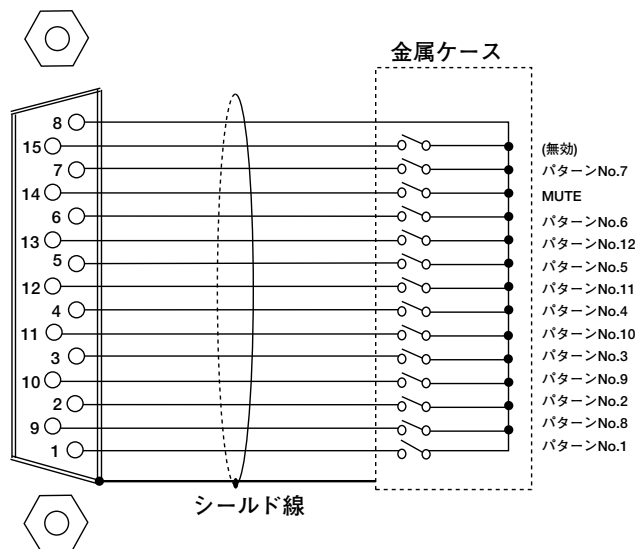 金属ケース
8
15
(無効)
7
パターンNo.7
14
MUTE
6
パターンNo.6
13
パターンNo.12
5
パターンNo.5
12
パターンNo.11
4
パターンNo.4
11
パターンNo.10
3
パターンNo.3
10
パターンNo.9
2
パターンNo.2
9
パターンNo.8
1
パターンNo.1
シールド線